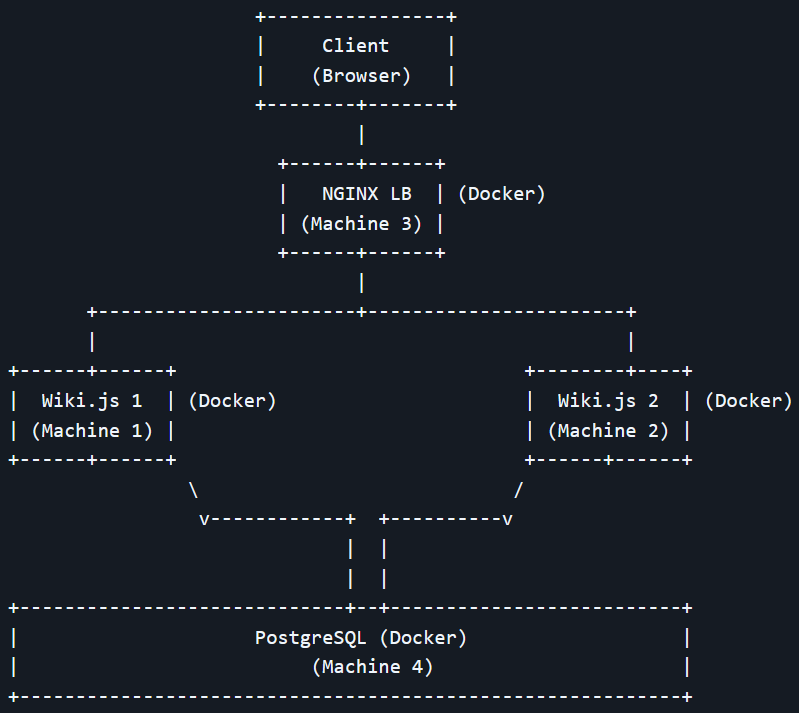 +----------------+
|     Client     |
|    (Browser)   |
+--------+-------+
|
+------+------+
|   NGINX LB  | (Docker)
| (Machine 3) |
+------+------+
|
+-----------------------+-----------------------+
|                                               |
+------+------+                               +--------+----+
|  Wiki.js 1  | (Docker)                      |  Wiki.js 2  | (Docker)
| (Machine 1) |                               | (Machine 2) |
+------+------+                               +------+------+
\                            /
v------------+  +----------v
|  |
|  |
+-----------------------------+--+--------------------------+
|                     PostgreSQL (Docker)                   |
|                          (Machine 4)                      |
+-----------------------------------------------------------+